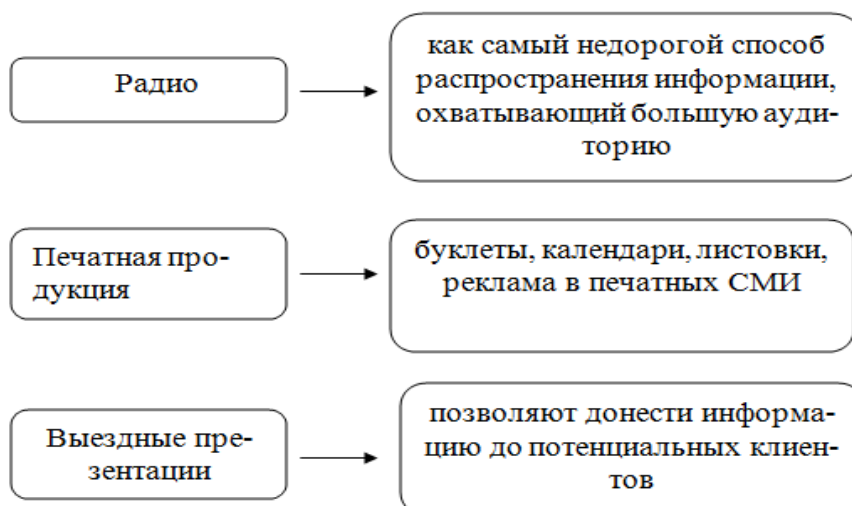 Радио
как самый недорогой способ
распространения информации,
охватывающий большую ауди-
торию
Печатная про-
дукция
буклеты, календари, листовки,
реклама в печатных СМИ
Выездные пре-
зентации
позволяют донести информа-
цию до потенциальных клиен-
тов